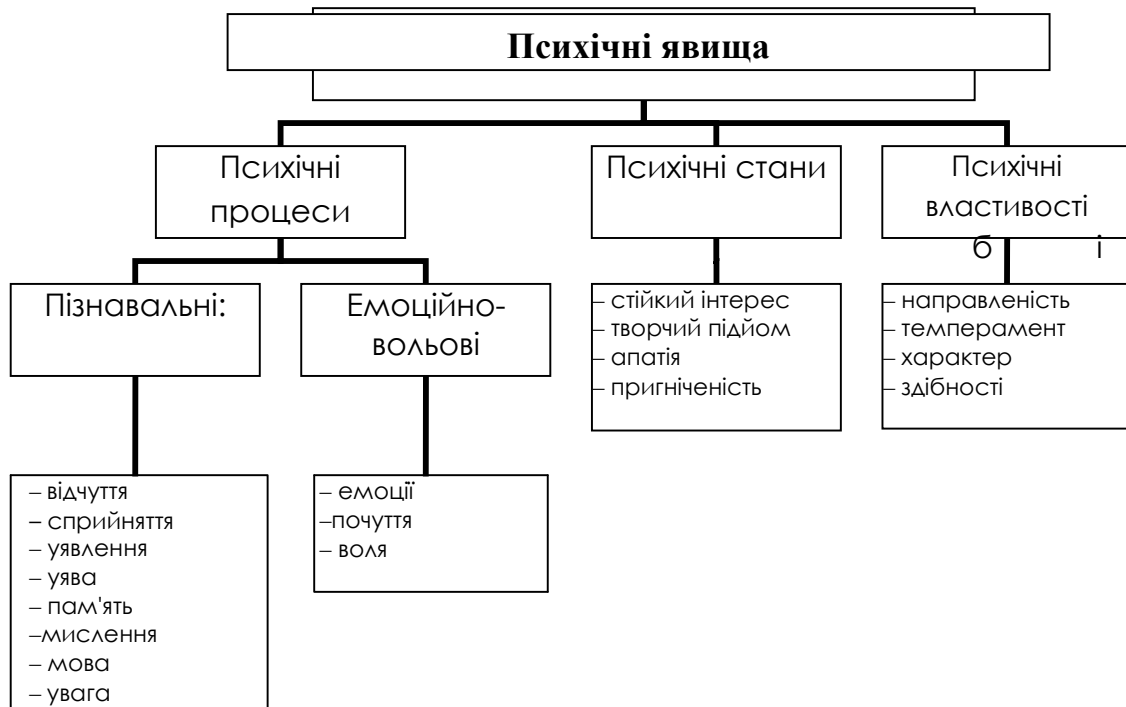 Психічні явища
Психічні
процеси
Психічні стани
Психічні
властивості
б і
Пізнавальні:
Емоційно-
вольові
– стійкий інтерес
– творчий підйом
– апатія
– пригніченість
– направленість
– темперамент
– характер
– здібності
– відчуття
– сприйняття
– уявлення
– уява
– пам'ять
–мислення
– мова
– увага
– емоції
–почуття
– воля